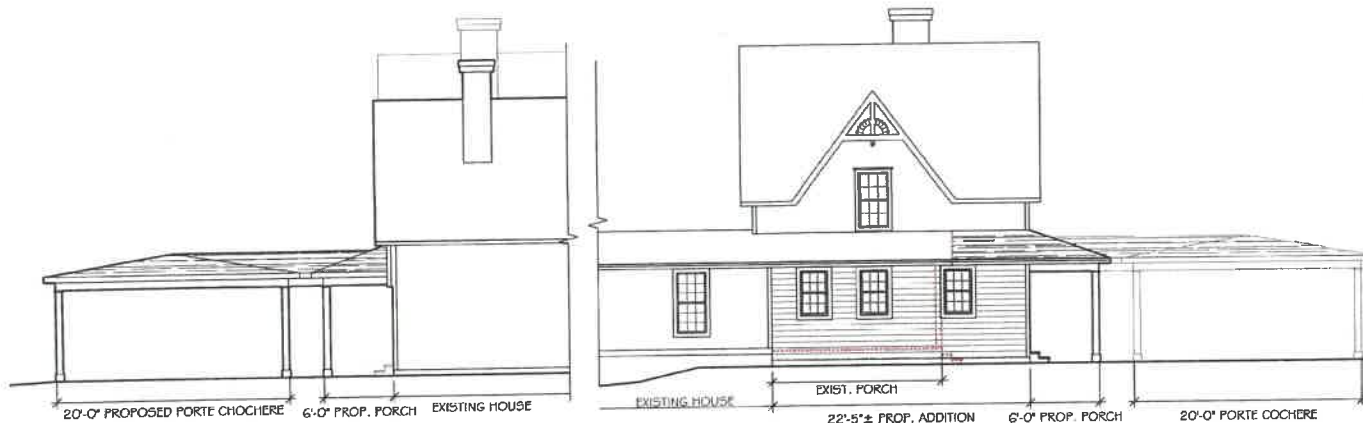 20'-0" PROPOSED PORTE CHOCHERE
6'-0" PROP. PORCH
EXISTING HOUSE
EXISTING HOUSE
EXIST. PORCH
22'-5"± PROP. ADDITION
6'-0" PROP. PORCH
20'-0" PORTE COCHERE